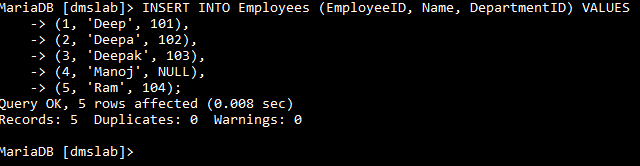 MariaDB [dmslab]> INSERT INTO Employees (EmployeeID, Name, DepartmentID) VALUES
    -> (1, 'Deep', 101),
    -> (2, 'Deepa', 102),
    -> (3, 'Deepak', 103),
    -> (4, 'Manoj', NULL),
    -> (5, 'Ram', 104);
Query OK, 5 rows affected (0.008 sec)
Records: 5  Duplicates: 0  Warnings: 0
MariaDB [dmslab]>